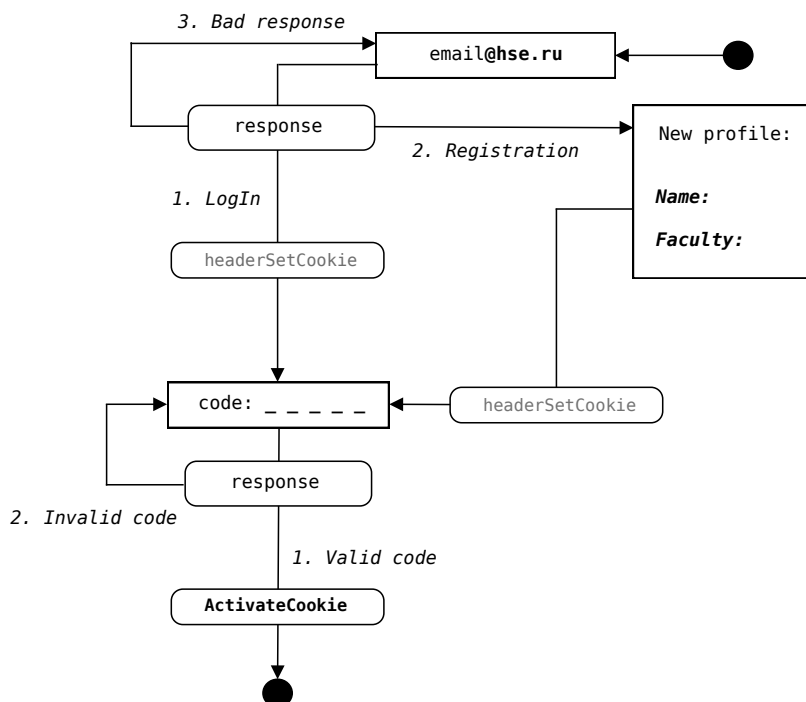 3. Bad response
email@hse.ru
response
2. Registration
New profile:
Name:
Faculty:
1. LogIn
headerSetCookie
code: _ _ _ _ _
headerSetCookie
response
2. Invalid code
1. Valid code
ActivateCookie